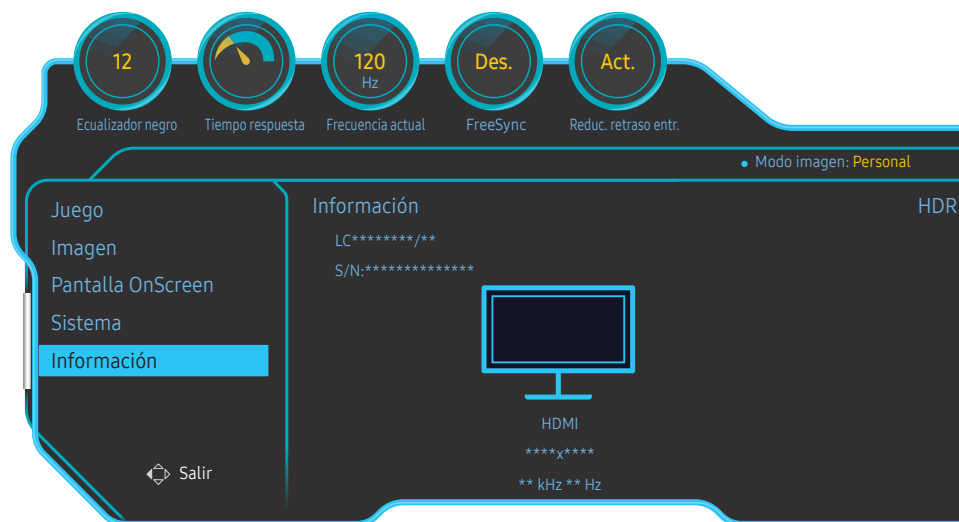 12
120
Hz
Des.
Act.
Ecualizador negro
Tiempo respuesta
Frecuencia actual
FreeSync
Reduc. retraso entr.
Modo imagen: Personal
Juego
Imagen
Pantalla OnScreen
Sistema
Información
Salir
Información
HDR
LC********/**
S/N:**************
HDMI
****x****
** kHz ** Hz